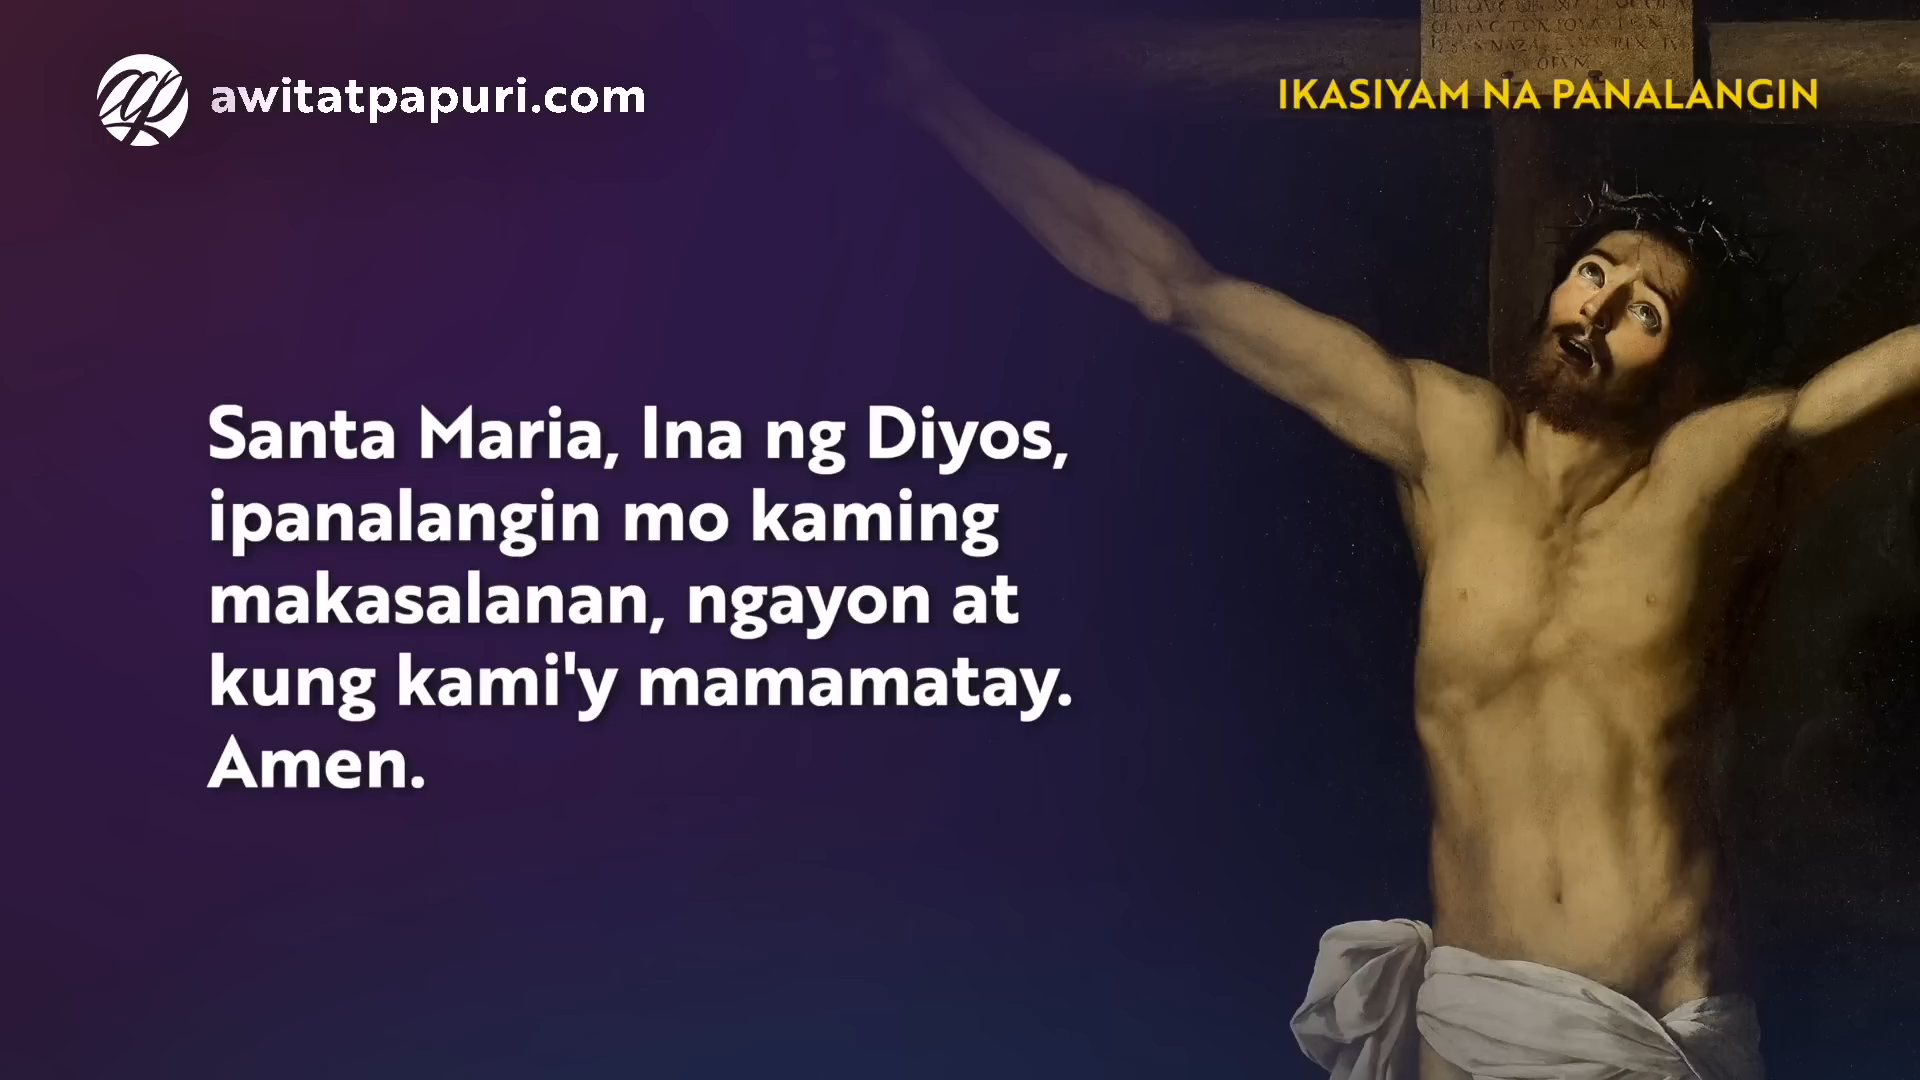 awitatpapuri.com
IKASIYAM NA PANALANGIN
Santa Maria, Ina ng Diyos,
ipanalangin mo kaming
makasalanan, ngayon at
kung kami'y mamamatay.
Amen.